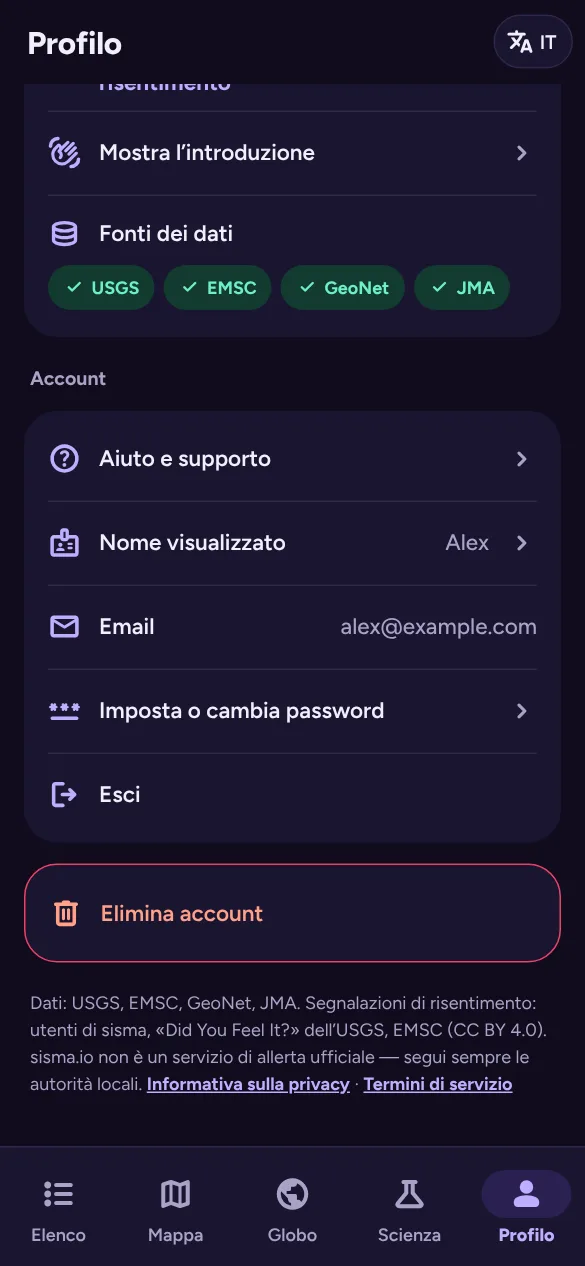 Profilo
IT
risentimento
Mostra l’introduzione
Fonti dei dati
USGS
EMSC
GeoNet
JMA
Account
Aiuto e supporto
Nome visualizzato
Alex
Email
alex@example.com
Imposta o cambia password
Esci
Elimina account
Dati: USGS, EMSC, GeoNet, JMA. Segnalazioni di risentimento:
utenti di sisma, «Did You Feel It?» dell’USGS, EMSC (CC BY 4.0).
sisma.io non è un servizio di allerta ufficiale — segui sempre le
autorità locali. Informativa sulla privacy · Termini di servizio
Elenco
Mappa
Globo
Scienza
Profilo